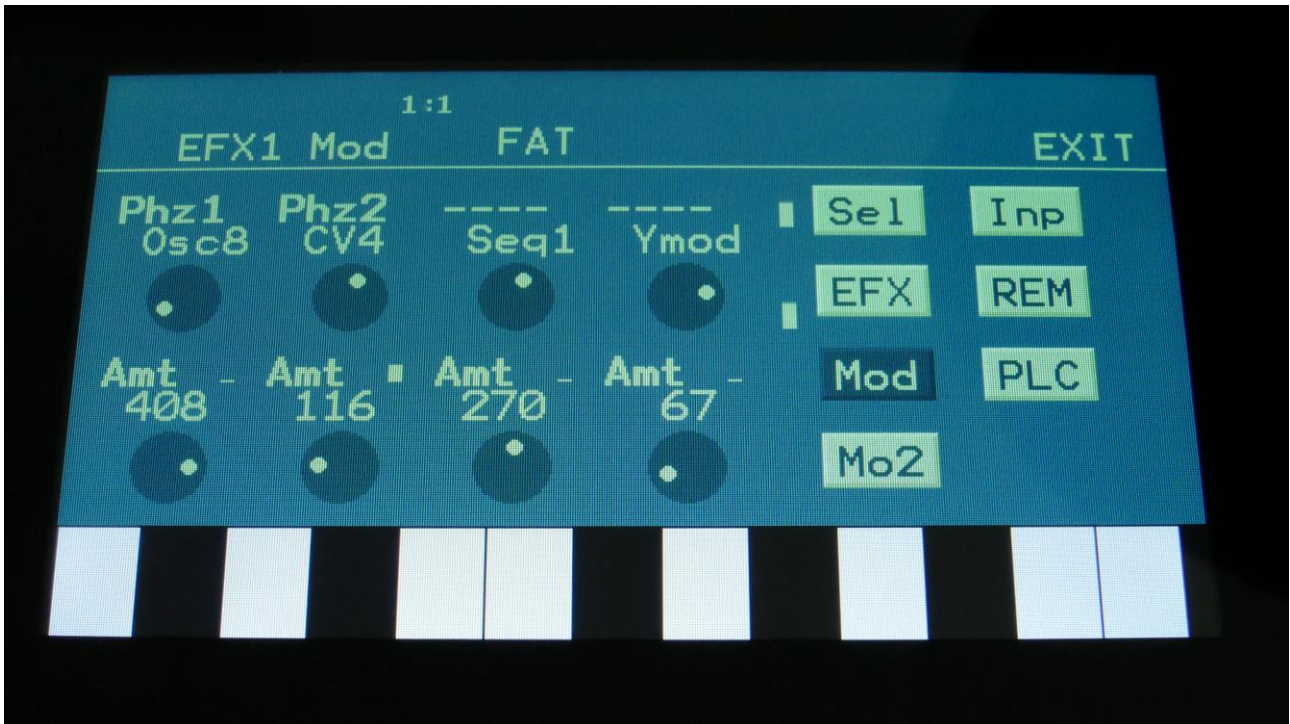 1:1
EFX1 Mod FAT EXIT
Phz1 Phz2 ---- ---- Sel Inp
Osc8 CV4 Seq1 Ymod
EFX REM
Amt _ Amt Amt _ Amt _ Mod PLC
408 116 270 67
Mo2